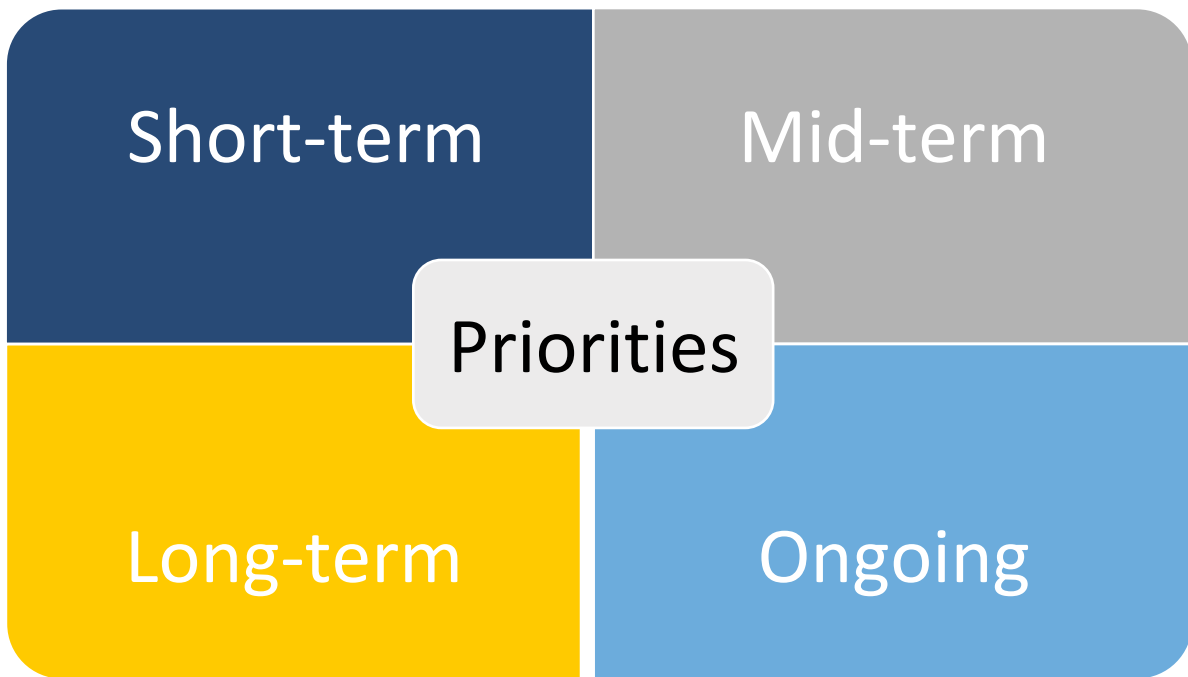 Short-term
Mid-term
Priorities
Long-term
Ongoing